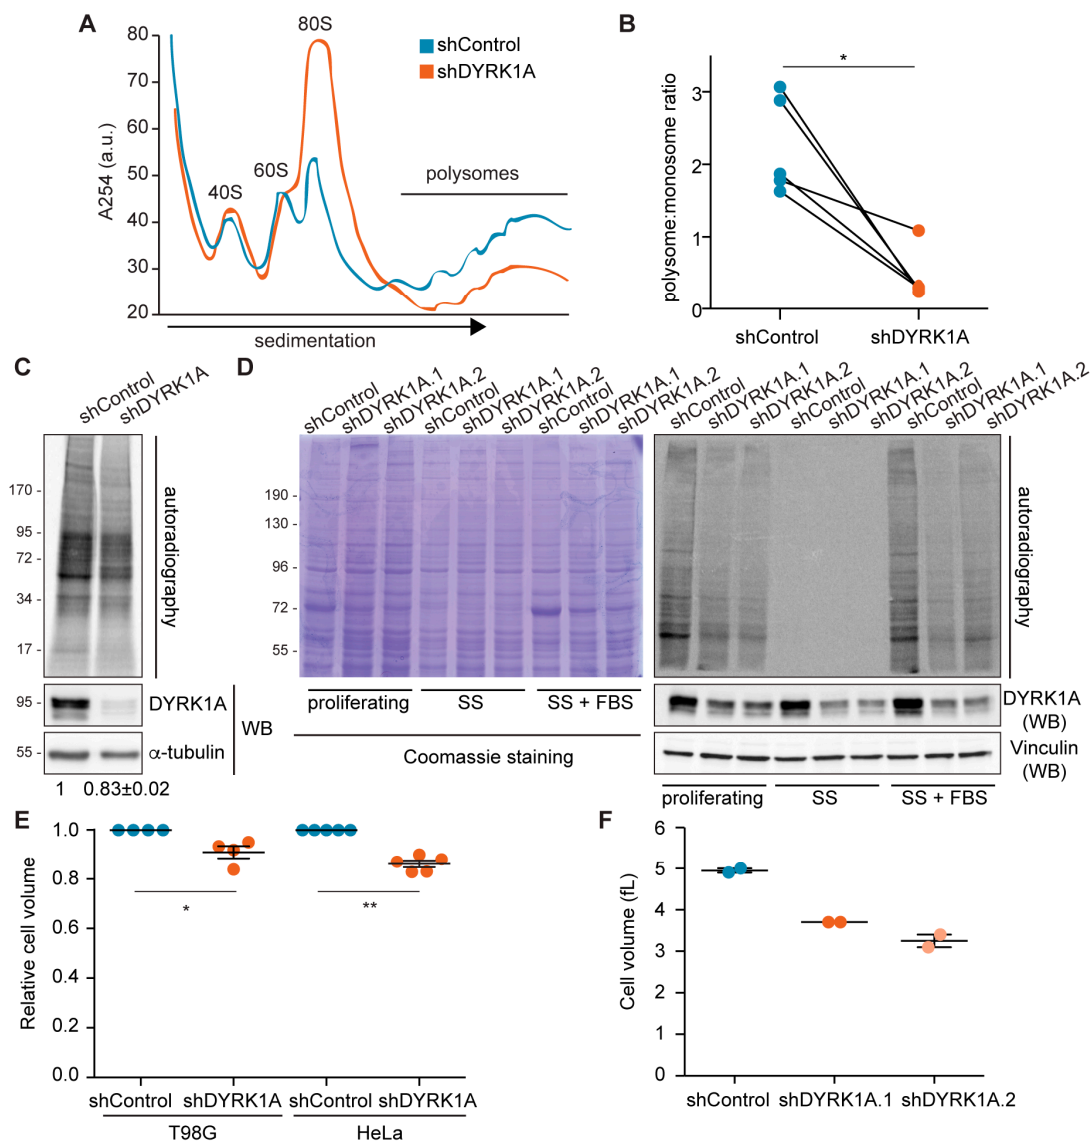 A
80S
shControl
shDYRK1A
A254 (a.u.)
80
70
60
50
40
30
20
40S
60S
polysomes
sedimentation
B
*
polysome:monosome ratio
3
2
1
0
shControl
shDYRK1A
C
shControl
shDYRK1A
170 -
95 -
72 -
34 -
17 -
autoradiography
95 -
DYRK1A
55 -
α-tubulin
WB
1
0.83±0.02
D
shControl
shDYRK1A.1
shDYRK1A.2
shControl
shDYRK1A.1
shDYRK1A.2
shControl
shDYRK1A.1
shDYRK1A.2
190 -
130 -
96 -
72 -
55 -
proliferating
SS
SS + FBS
Coomassie staining
shControl
shDYRK1A.1
shDYRK1A.2
shControl
shDYRK1A.1
shDYRK1A.2
shControl
shDYRK1A.1
shDYRK1A.2
autoradiography
DYRK1A
(WB)
Vinculin
(WB)
proliferating
SS
SS + FBS
E
Relative cell volume
1.0
0.8
0.6
0.4
0.2
0.0
*
**
shControl
shDYRK1A
shControl
shDYRK1A
T98G
HeLa
F
Cell volume (fL)
6
5
4
3
2
1
0
shControl
shDYRK1A.1
shDYRK1A.2